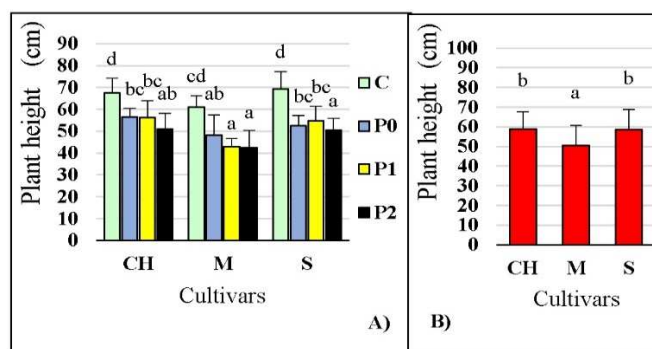 Plant height (cm)
90
80
70
60
50
40
30
20
10
0
d
bc
bc
ab
cd
ab
a
a
d
bc
bc
a
CH
M
S
Cultivars
C
P0
P1
P2
A)
Plant height (cm)
100
90
80
70
60
50
40
30
20
10
0
b
a
b
CH
M
S
Cultivars
B)